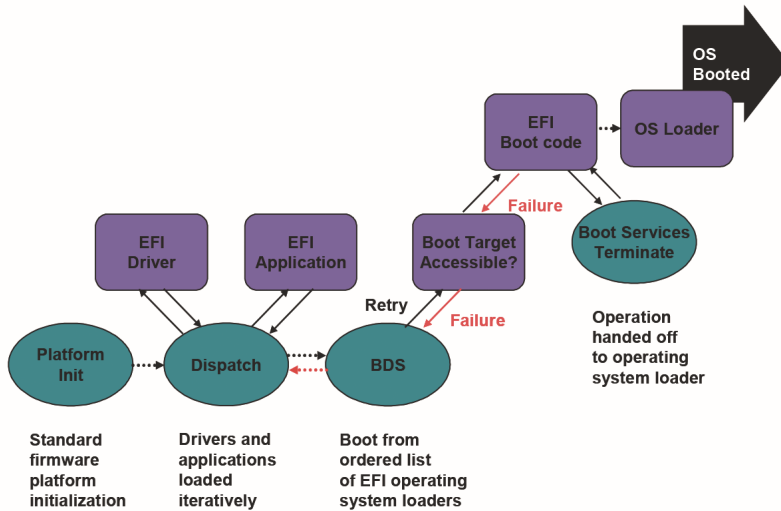 OS
Booted
EFI
Boot code
OS Loader
Failure
EFI
Driver
EFI
Application
Boot Target
Accessible?
Boot Services
Terminate
Retry
Failure
Platform
Init
Dispatch
BDS
Operation
handed off
to operating
system loader
Standard
firmware
platform
initialization
Drivers and
applications
loaded
iteratively
Boot from
ordered list
of EFI operating
system loaders